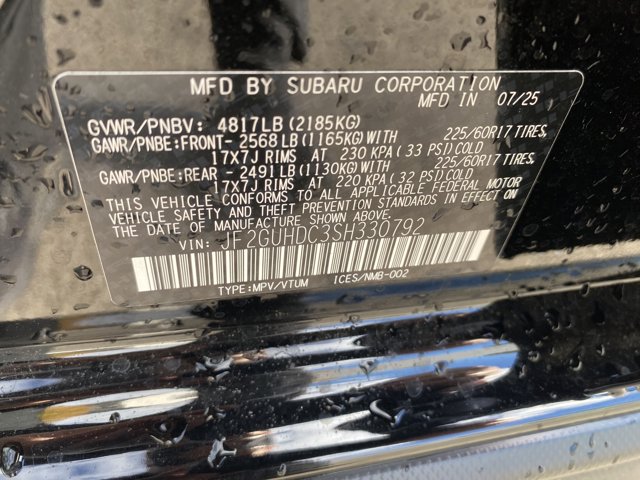 MFD BY SUBARU CORPORATION
MFD IN 07/25
GVWR/PNBV: 4817LB (2185KG)
GAWR/PNBE:FRONT- 2568LB(1165KG)WITH 225/60R17 TIRES,
17X7J RIMS AT 230 KPA (33 PSI)COLD
GAWR/PNBE:REAR - 2491LB(1130KG)WITH 225/60R17 TIRES,
17X7J RIMS AT 220 KPA (32 PSI)COLD
THIS VEHICLE CONFORMS TO ALL APPLICABLE FEDERAL MOTOR
VEHICLE SAFETY AND THEFT PREVENTION STANDARDS IN EFFECT ON
THE DATE OF MANUFACTURE SHOWN ABOVE.
VIN: JF2GUHDC3SH330792
TYPE:MPV/VTUM ICES/NMB-002